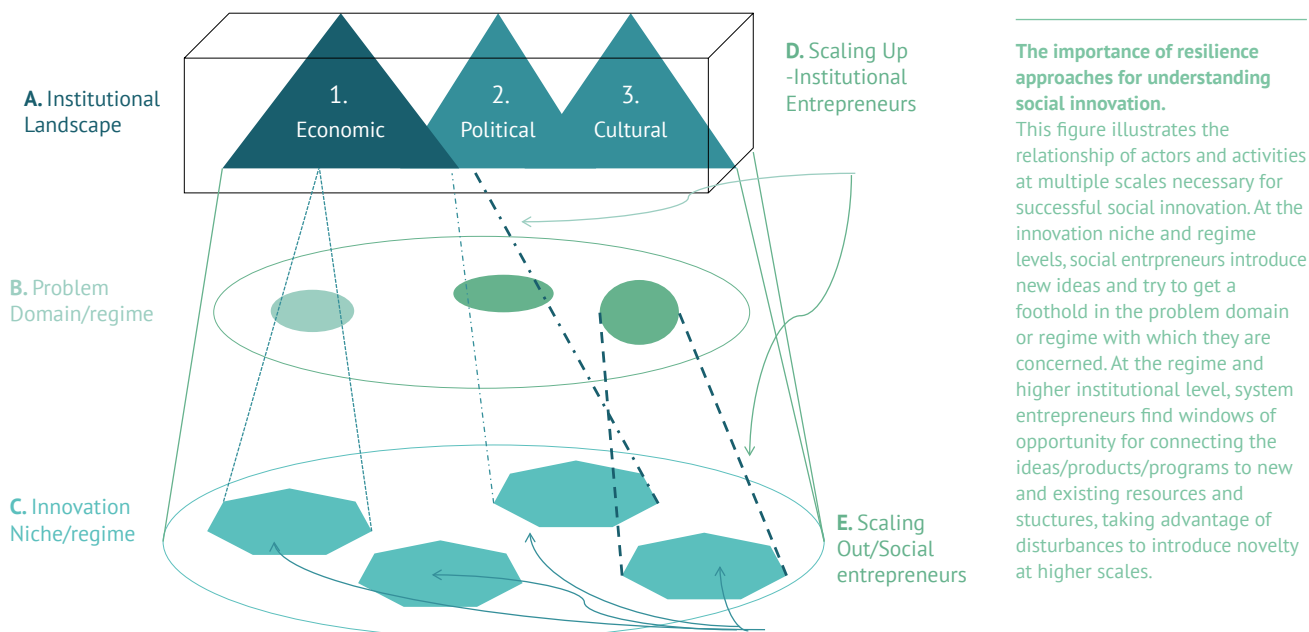 A. Institutional
Landscape
1.
Economic
2.
Political
3.
Cultural
D. Scaling Up
-Institutional
Entrepreneurs
B. Problem
Domain/regime
C. Innovation
Niche/regime
E. Scaling
Out/Social
entrepreneurs
The importance of resilience
approaches for understanding
social innovation.
This figure illustrates the
relationship of actors and activities
at multiple scales necessary for
successful social innovation. At the
innovation niche and regime
levels, social entrpreneurs introduce
new ideas and try to get a
foothold in the problem domain
or regime with which they are
concerned. At the regime and
higher institutional level, system
entrepreneurs find windows of
opportunity for connecting the
ideas/products/programs to new
and existing resources and
stuctures, taking advantage of
disturbances to introduce novelty
at higher scales.